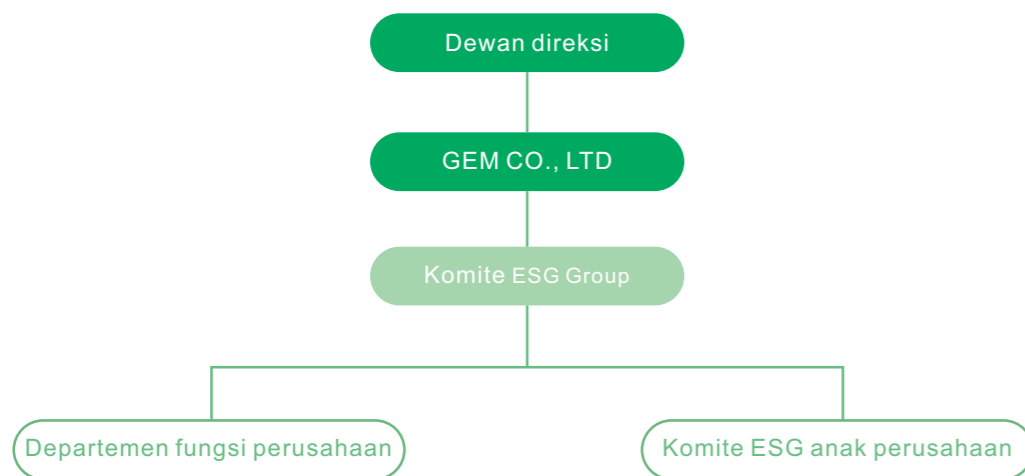 Dewan direksi
GEM CO., LTD
Komite ESG Group
Departemen fungsi perusahaan
Komite ESG anak perusahaan